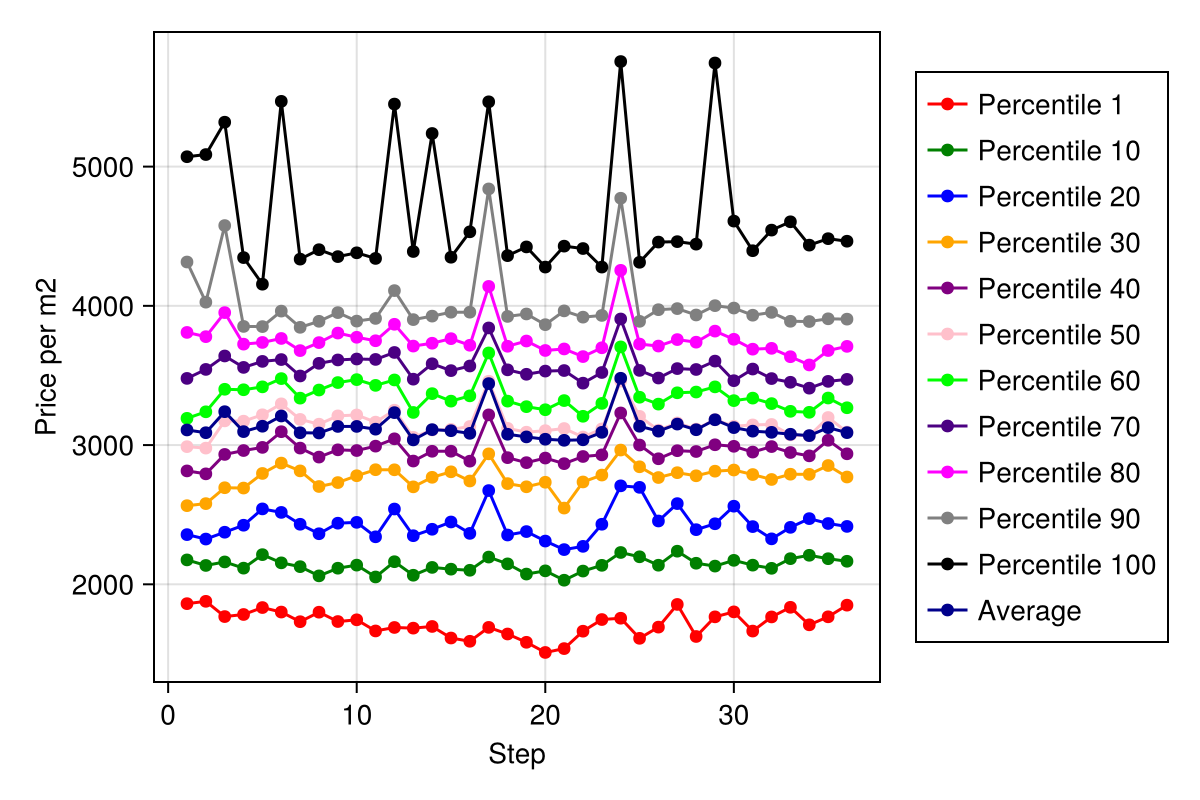 5000
4000
3000
2000
Price per m2
0 10 20 30
Step
Percentile 1
Percentile 10
Percentile 20
Percentile 30
Percentile 40
Percentile 50
Percentile 60
Percentile 70
Percentile 80
Percentile 90
Percentile 100
Average